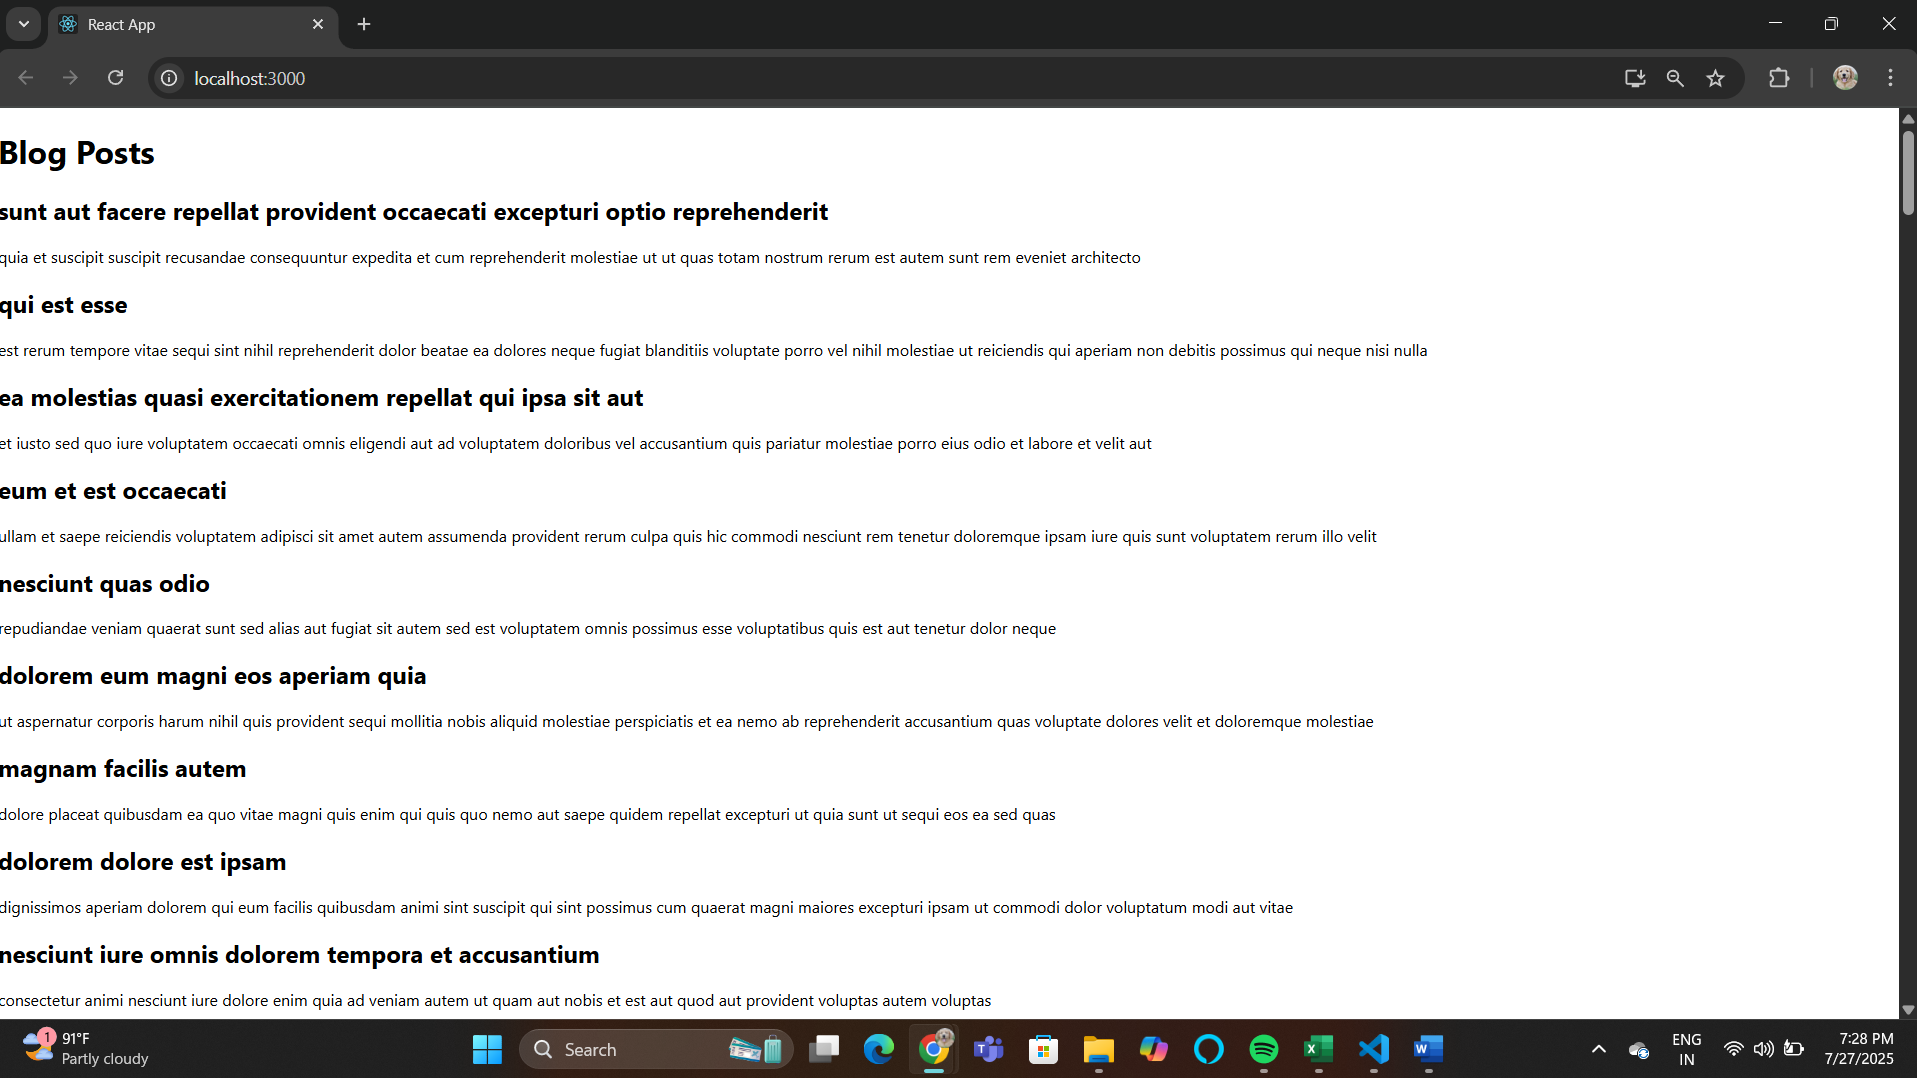 React App
localhost:3000
Blog Posts
sunt aut facere repellat provident occaecati excepturi optio reprehenderit
quia et suscipit suscipit recusandae consequuntur expedita et cum reprehenderit molestiae ut ut quas totam nostrum rerum est autem sunt rem eveniet architecto
qui est esse
est rerum tempore vitae sequi sint nihil reprehenderit dolor beatae ea dolores neque fugiat blanditiis voluptate porro vel nihil molestiae ut reiciendis qui aperiam non debitis possimus qui neque nisi nulla
ea molestias quasi exercitationem repellat qui ipsa sit aut
et iusto sed quo iure voluptatem occaecati omnis eligendi aut ad voluptatem doloribus vel accusantium quis pariatur molestiae porro eius odio et labore et velit aut
eum et est occaecati
ullam et saepe reiciendis voluptatem adipisci sit amet autem assumenda provident rerum culpa quis hic commodi nesciunt rem tenetur doloremque ipsam iure quis sunt voluptatem rerum illo velit
nesciunt quas odio
repudiandae veniam quaerat sunt sed alias aut fugiat sit autem sed est voluptatem omnis possimus esse voluptatibus quis est aut tenetur dolor neque
dolorem eum magni eos aperiam quia
ut aspernatur corporis harum nihil quis provident sequi mollitia nobis aliquid molestiae perspiciatis et ea nemo ab reprehenderit accusantium quas voluptate dolores velit et doloremque molestiae
magnam facilis autem
dolore placeat quibusdam ea quo vitae magni quis enim qui quis quo nemo aut saepe quidem repellat excepturi ut quia sunt ut sequi eos ea sed quas
dolorem dolore est ipsam
dignissimos aperiam dolorem qui eum facilis quibusdam animi sint suscipit qui sint possimus cum quaerat magni maiores excepturi ipsam ut commodi dolor voluptatum modi aut vitae
nesciunt iure omnis dolorem tempora et accusantium
consectetur animi nesciunt iure dolore enim quia ad veniam autem ut quam aut nobis et est aut quod aut provident voluptas autem voluptas
1
91°F
Partly cloudy
Search
ENG
IN
7:28 PM
7/27/2025